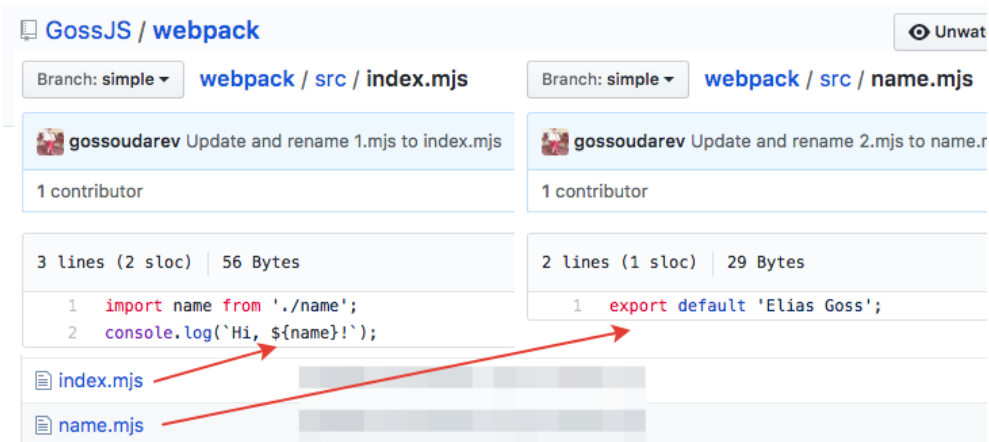 GossJS / webpack
Unwat
Branch: simple webpack / src / index.mjs
gossoudarev Update and rename 1.mjs to index.mjs
1 contributor
3 lines (2 sloc) 56 Bytes
1 import name from './name';
2 console.log(`Hi, ${name}!`);
Branch: simple webpack / src / name.mjs
gossoudarev Update and rename 2.mjs to name.
1 contributor
2 lines (1 sloc) 29 Bytes
1 export default 'Elias Goss';
index.mjs
name.mjs